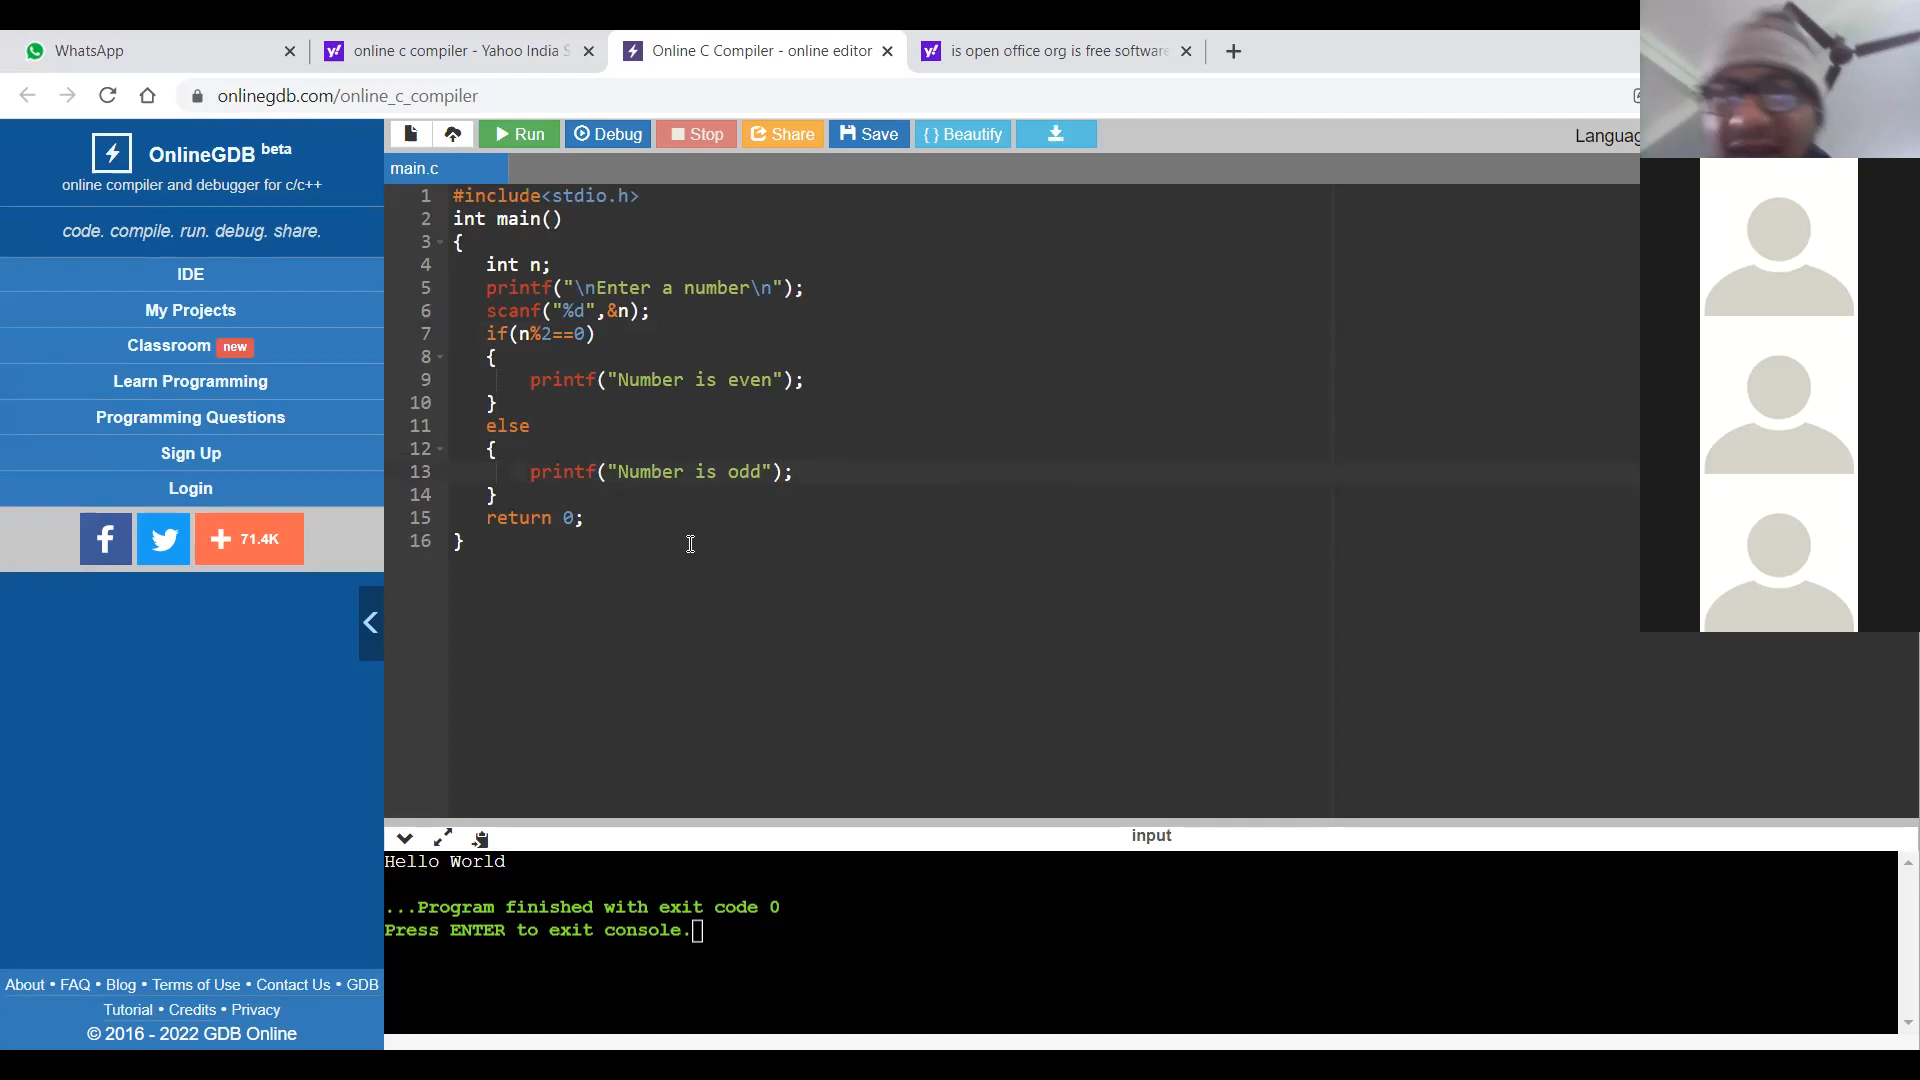 WhatsApp
online c compiler - Yahoo India S
Online C Compiler - online editor
is open office org is free software
onlinegdb.com/online_c_compiler
OnlineGDB beta
online compiler and debugger for c/c++
code. compile. run. debug. share.
IDE
My Projects
Classroom new
Learn Programming
Programming Questions
Sign Up
Login
f
+ 71.4K
About • FAQ • Blog • Terms of Use • Contact Us • GDB
Tutorial • Credits • Privacy
© 2016 - 2022 GDB Online
Run Debug Stop Share Save { } Beautify
Languag
main.c
1 #include<stdio.h>
2 int main()
3 {
4 int n;
5 printf("\nEnter a number\n");
6 scanf("%d",&n);
7 if(n%2==0)
8 {
9 printf("Number is even");
10 }
11 else
12 {
13 printf("Number is odd");
14 }
15 return 0;
16 }
input
Hello World
...Program finished with exit code 0
Press ENTER to exit console.